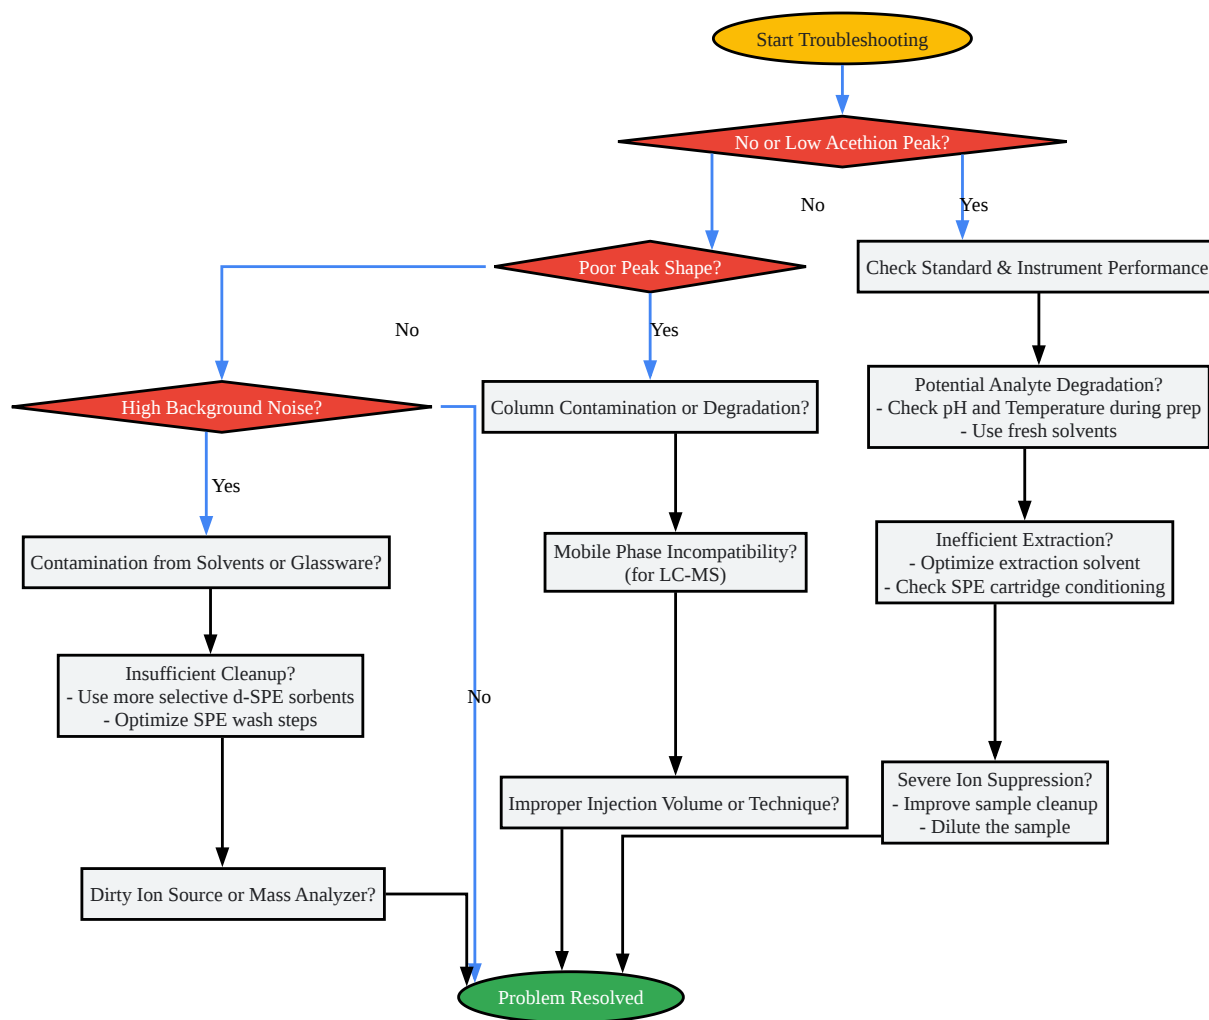 Start Troubleshooting
No or Low Acethion Peak?
No
Yes
Poor Peak Shape?
Check Standard & Instrument Performance
No
Yes
High Background Noise?
Column Contamination or Degradation?
Potential Analyte Degradation?
- Check pH and Temperature during prep
- Use fresh solvents
Yes
Contamination from Solvents or Glassware?
Mobile Phase Incompatibility?
(for LC-MS)
Inefficient Extraction?
- Optimize extraction solvent
- Check SPE cartridge conditioning
Insufficient Cleanup?
- Use more selective d-SPE sorbents
- Optimize SPE wash steps
No
Improper Injection Volume or Technique?
Severe Ion Suppression?
- Improve sample cleanup
- Dilute the sample
Dirty Ion Source or Mass Analyzer?
Problem Resolved